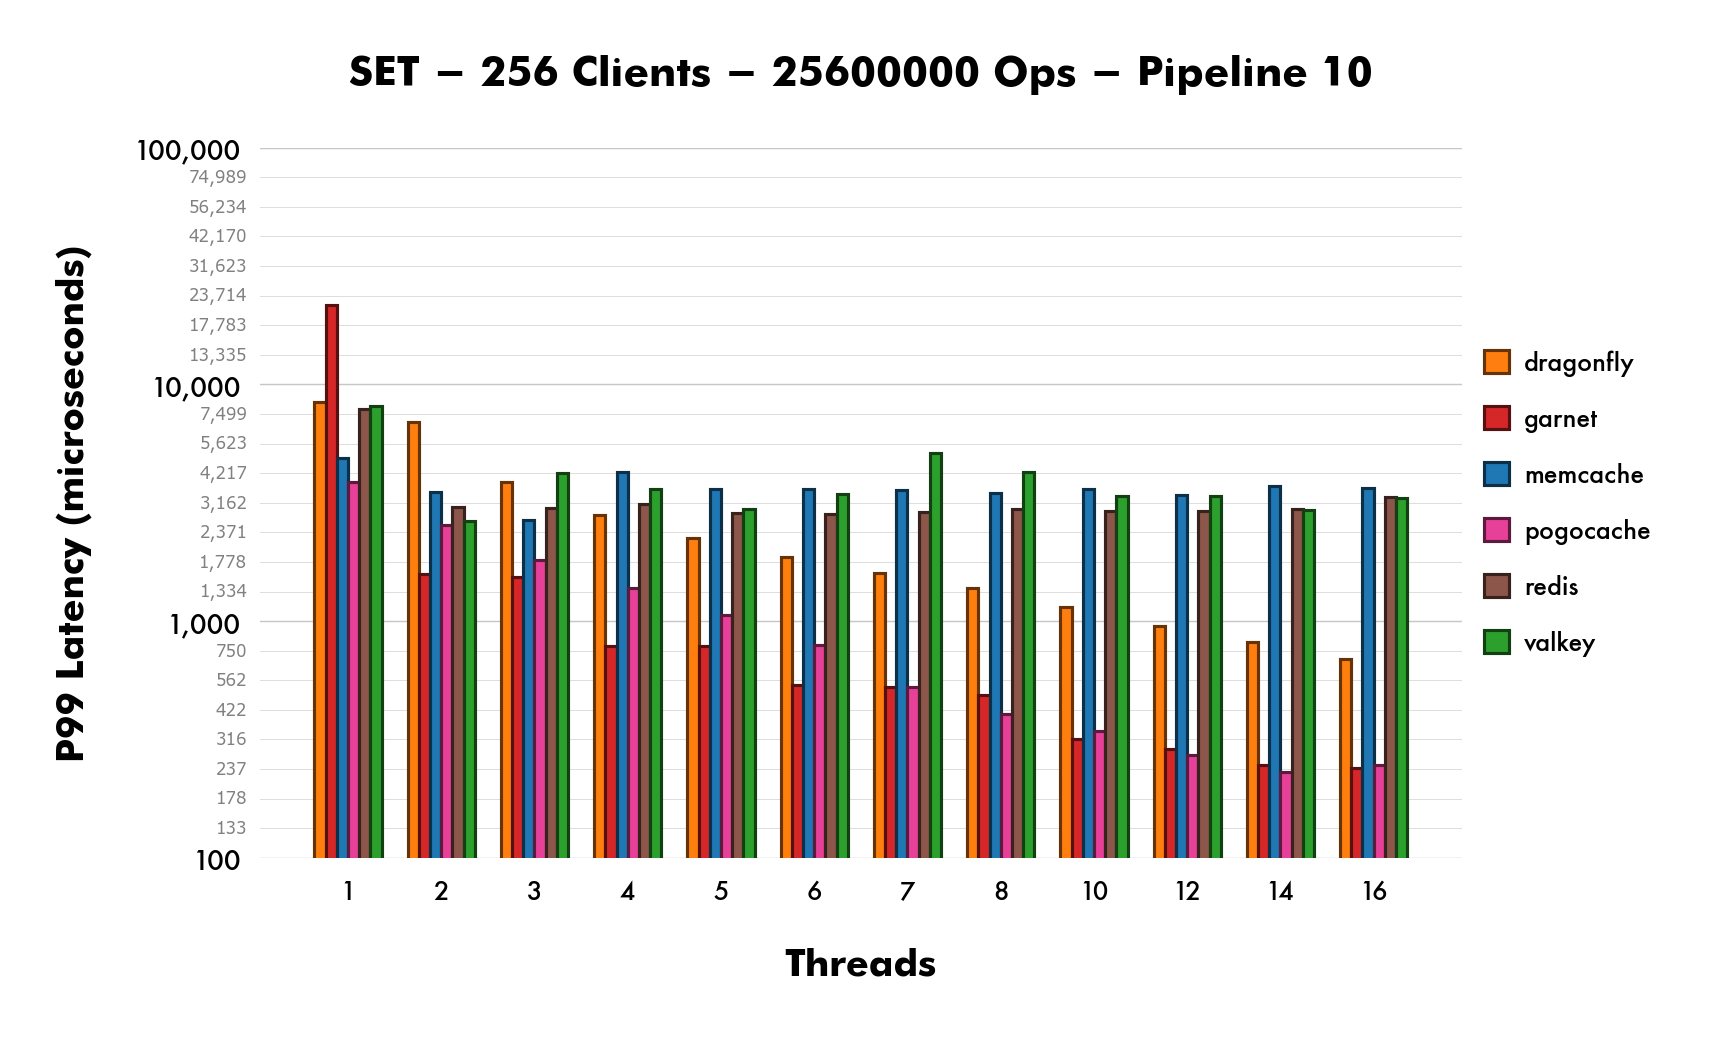 SET – 256 Clients – 25600000 Ops – Pipeline 10
P99 Latency (microseconds)
100,000
74,989
56,234
42,170
31,623
23,714
17,783
13,335
10,000
7,499
5,623
4,217
3,162
2,371
1,778
1,334
1,000
750
562
422
316
237
178
133
100
1 2 3 4 5 6 7 8 10 12 14 16
Threads
dragonfly
garnet
memcache
pogocache
redis
valkey